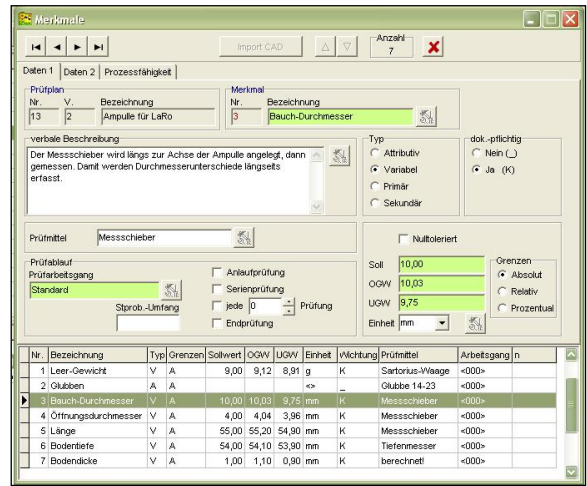 Merkmale
Import CAD
Anzahl
7
Daten 1 Daten 2 Prozessfähigkeit
Prüfplan
Nr. V. Bezeichnung
13 2 Ampulle für LaRo
Merkmal
Nr. Bezeichnung
3 Bauch-Durchmesser
verbale Beschreibung
Der Messschieber wird längs zur Achse der Ampulle angelegt, dann
gemessen. Damit werden Durchmesserunterschiede längseits
erfasst.
Typ
Attributiv
Variabel
Primär
Sekundär
dok.-pflichtig
Nein (_)
Ja (K)
Prüfmittel Messschieber
Prüfablauf
Prüfarbeitsgang
Standard
Stprob.-Umfang
Anlaufprüfung
Serienprüfung
jede 0 Prüfung
Endprüfung
Nulltoleriert
Soll 10,00
OGW 10,03
UGW 9,75
Einheit mm
Grenzen
Absolut
Relativ
Prozentual
Nr. Bezeichnung Typ Grenzen Sollwert OGW UGW Einheit Wichtung Prüfmittel Arbeitsgang n
1 Leer-Gewicht V A 9,00 9,12 8,91 g K Sartorius-Waage <000>
2 Glubben A A <> _ Glubbe 14-23 <000>
3 Bauch-Durchmesser V A 10,00 10,03 9,75 mm K Messschieber <000>
4 Öffnungsdurchmesser V A 4,00 4,04 3,96 mm K Messschieber <000>
5 Länge V A 55,00 55,20 54,90 mm K Messschieber <000>
6 Bodentiefe V A 54,00 54,10 53,90 mm K Tiefenmesser <000>
7 Bodendicke V A 1,00 1,10 0,90 mm K berechnet! <000>